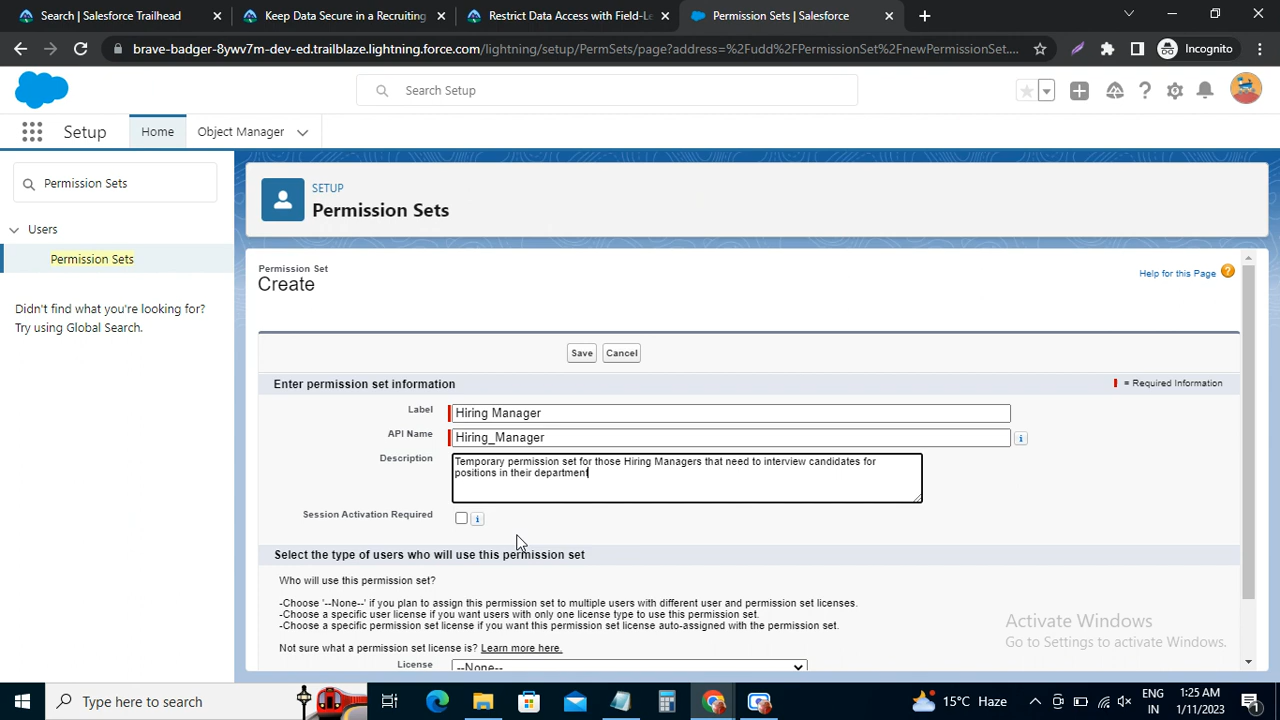 Search | Salesforce Trailhead
Keep Data Secure in a Recruiting
Restrict Data Access with Field-Le
Permission Sets | Salesforce
brave-badger-8ywv7m-dev-ed.trailblaze.lightning.force.com/lightning/setup/PermSets/page?address=%2Fudd%2FPermissionSet%2FnewPermissionSet....
Incognito
Search Setup
Setup
Home
Object Manager
Permission Sets
Users
Permission Sets
Didn't find what you're looking for?
Try using Global Search.
SETUP
Permission Sets
Permission Set
Create
Help for this Page
Save
Cancel
Enter permission set information
= Required Information
Label
Hiring Manager
API Name
Hiring_Manager
Description
Temporary permission set for those Hiring Managers that need to interview candidates for
positions in their department
Session Activation Required
Select the type of users who will use this permission set
Who will use this permission set?
-Choose '--None--' if you plan to assign this permission set to multiple users with different user and permission set licenses.
-Choose a specific user license if you want users with only one license type to use this permission set.
-Choose a specific permission set license if you want this permission set license auto-assigned with the permission set.
Not sure what a permission set license is? Learn more here.
License
--None--
Activate Windows
Go to Settings to activate Windows.
Type here to search
15°C Haze
ENG
IN
1:25 AM
1/11/2023
1